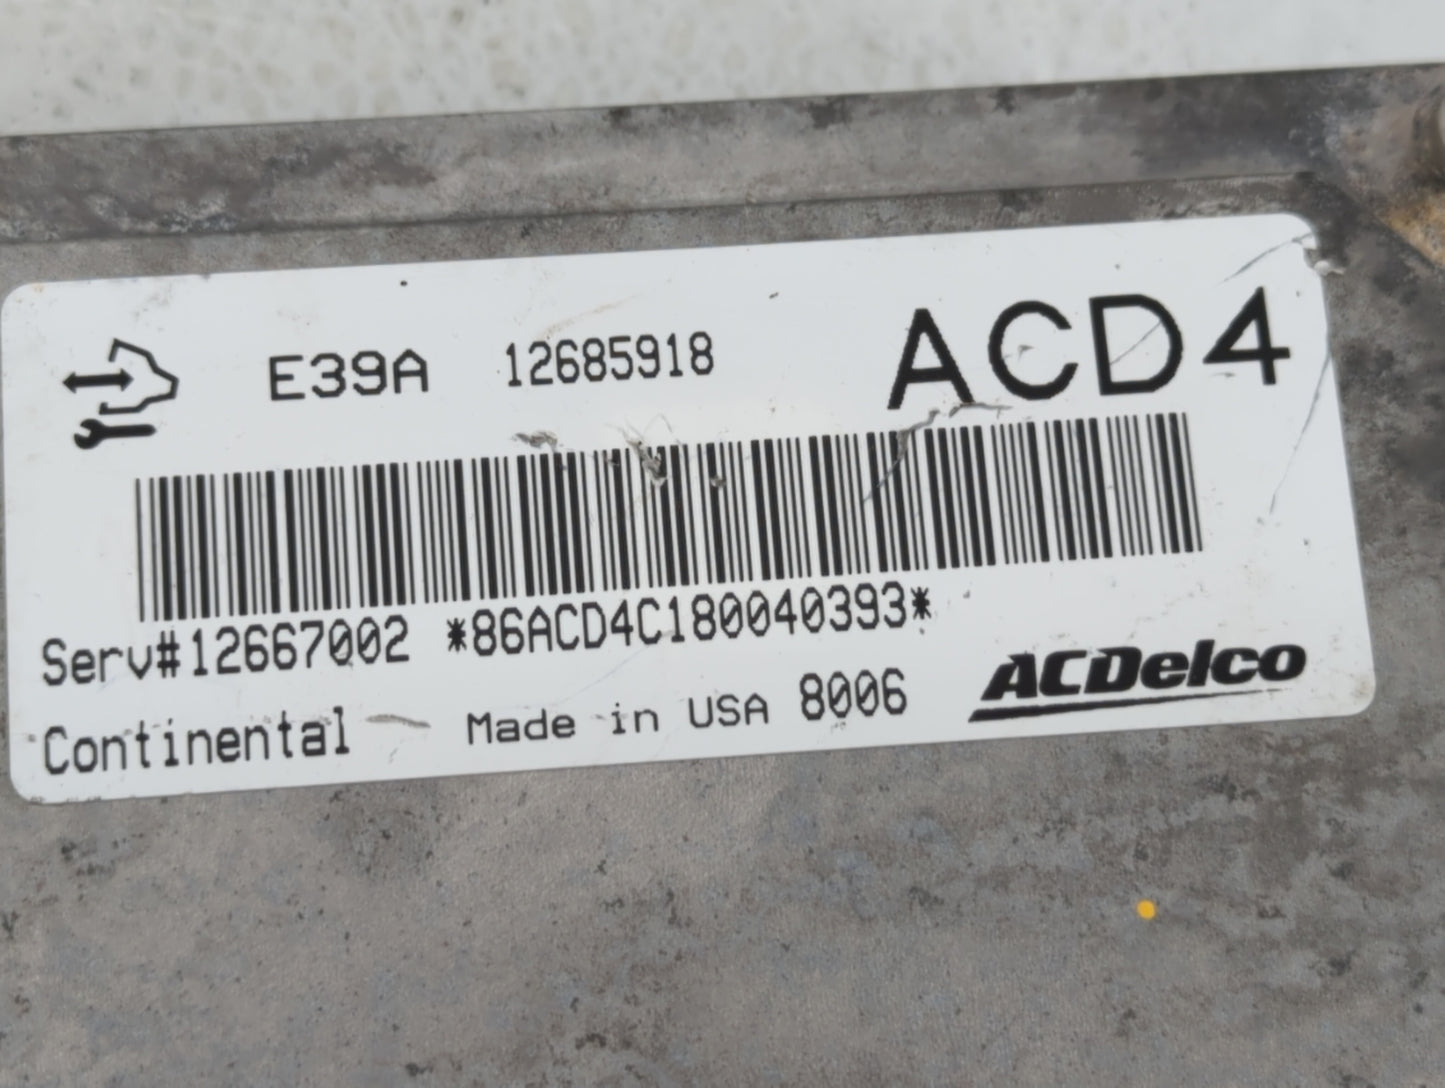 E39A 12685918 ACD4
Serv#12667002 *86ACD4C180040393*
Continental Made in USA 8006 ACDelco